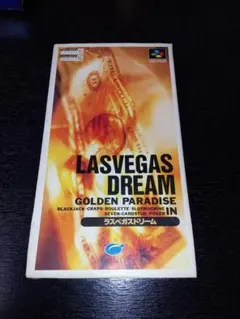 LASVEGAS
DREAM
GOLDEN PARADISE
BLACKJACK·CRAPS·ROULETTE·SLOTMACHINE
SEVEN-CARDSTUD·POKER IN
ラスベガスドリーム